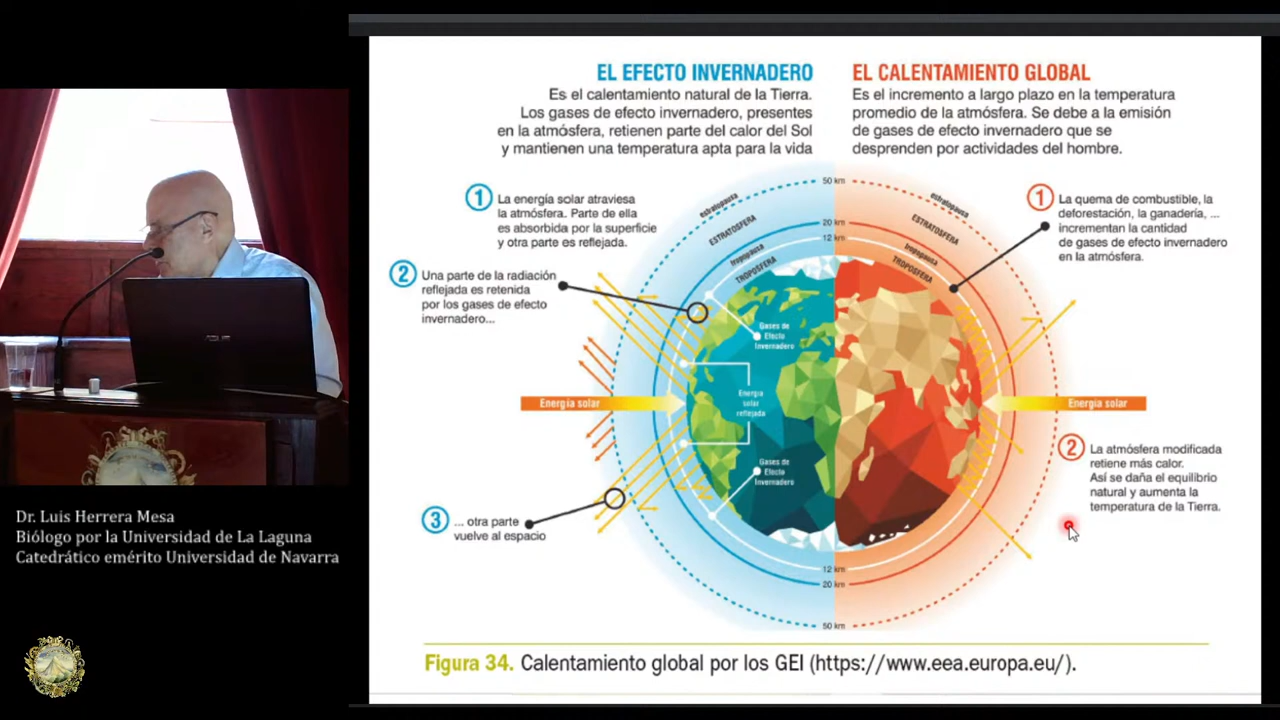 EL EFECTO INVERNADERO
Es el calentamiento natural de la Tierra.
Los gases de efecto invernadero, presentes
en la atmósfera, retienen parte del calor del Sol
y mantienen una temperatura apta para la vida
EL CALENTAMIENTO GLOBAL
Es el incremento a largo plazo en la temperatura
promedio de la atmósfera. Se debe a la emisión
de gases de efecto invernadero que se
desprenden por actividades del hombre.
1
La energía solar atraviesa
la atmósfera. Parte de ella
es absorbida por la superficie
y otra parte es reflejada.
2
Una parte de la radiación
reflejada es retenida
por los gases de efecto
invernadero...
Energía solar
3
... otra parte
vuelve al espacio
50 km
20 km
12 km
estratopausa
ESTRATOSFERA
tropopausa
TROPOSFERA
estratopausa
ESTRATOSFERA
tropopausa
TROPOSFERA
Gases de
Efecto
Invernadero
Energía
solar
reflejada
Gases de
Efecto
Invernadero
12 km
20 km
50 km
1
La quema de combustible, la
deforestación, la ganadería, ...
incrementan la cantidad
de gases de efecto invernadero
en la atmósfera.
Energía solar
2
La atmósfera modificada
retiene más calor.
Así se daña el equilibrio
natural y aumenta la
temperatura de la Tierra.
Figura 34. Calentamiento global por los GEI (https://www.eea.europa.eu/).
Dr. Luis Herrera Mesa
Biólogo por la Universidad de La Laguna
Catedrático emérito Universidad de Navarra